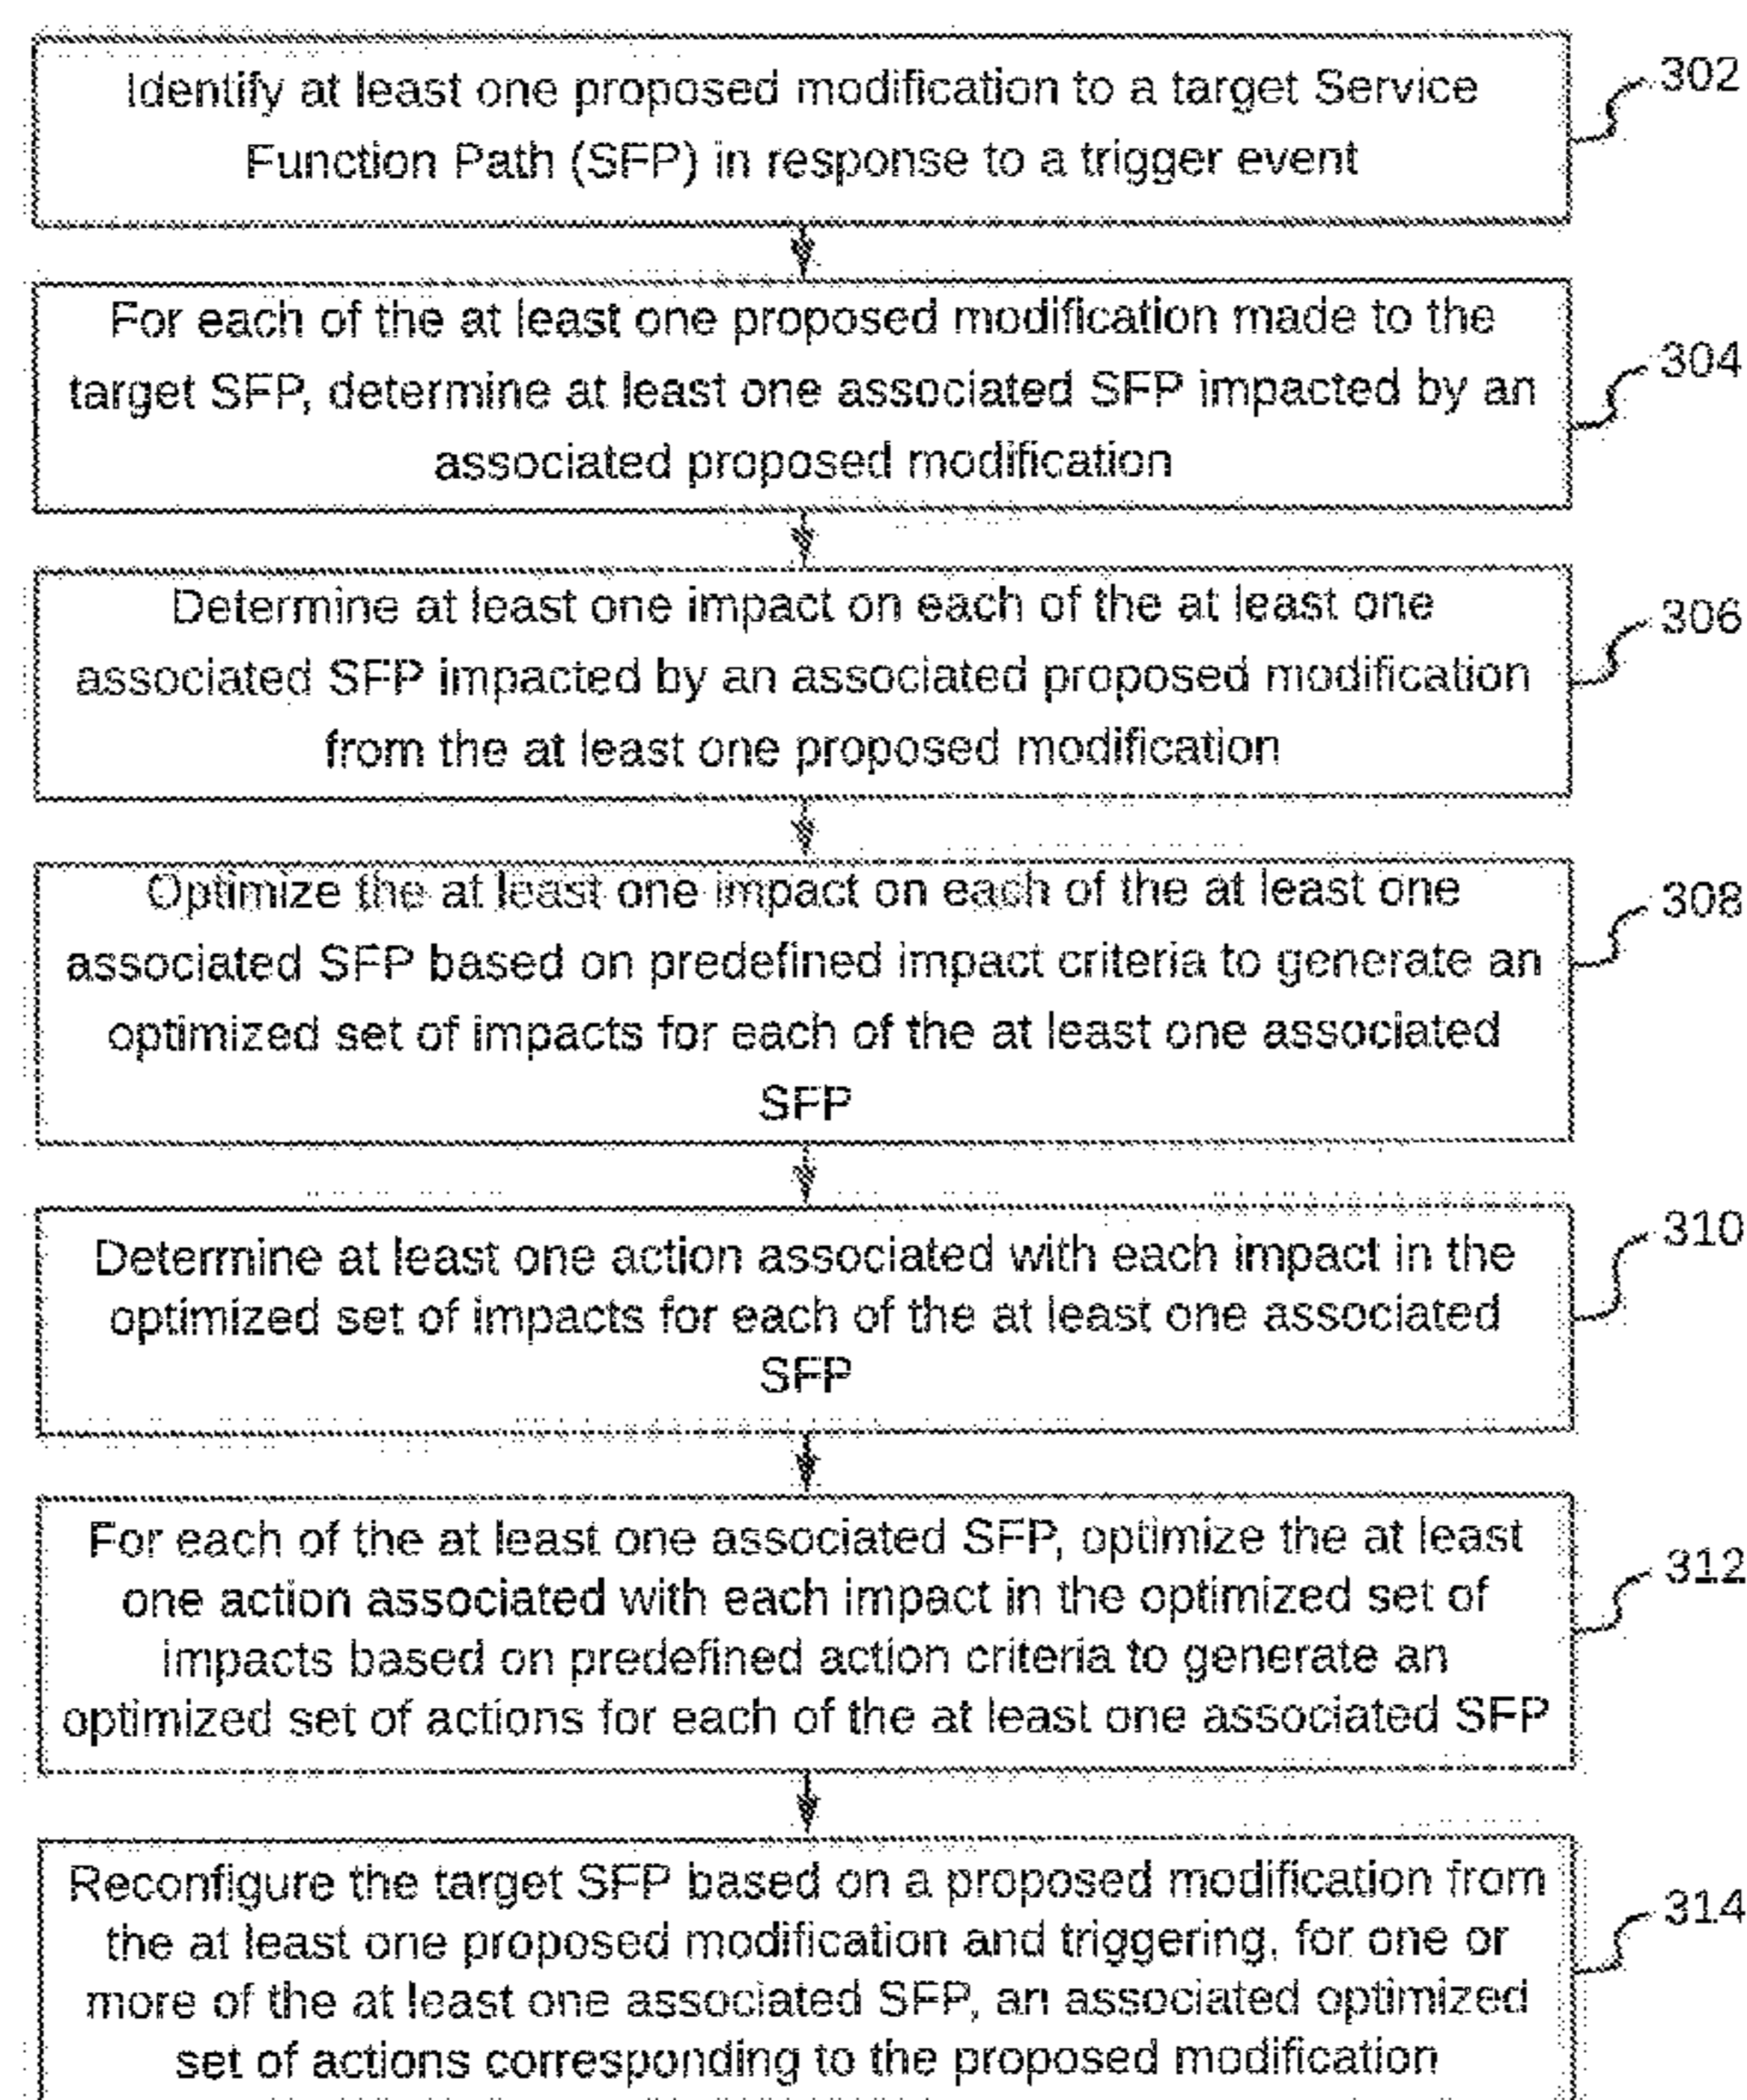 Identify at least one proposed modification to a target Service
Function Path (SFP) in response to a trigger event
302
For each of the at least one proposed modification made to the
target SFP, determine at least one associated SFP impacted by an
associated proposed modification
304
Determine at least one impact on each of the at least one
associated SFP impacted by an associated proposed modification
from the at least one proposed modification
306
Optimize the at least one impact on each of the at least one
associated SFP based on predefined impact criteria to generate an
optimized set of impacts for each of the at least one associated
SFP
308
Determine at least one action associated with each impact in the
optimized set of impacts for each of the at least one associated
SFP
310
For each of the at least one associated SFP, optimize the at least
one action associated with each impact in the optimized set of
impacts based on predefined action criteria to generate an
optimized set of actions for each of the at least one associated SFP
312
Reconfigure the target SFP based on a proposed modification from
the at least one proposed modification and triggering, for one or
more of the at least one associated SFP, an associated optimized
set of actions corresponding to the proposed modification
314